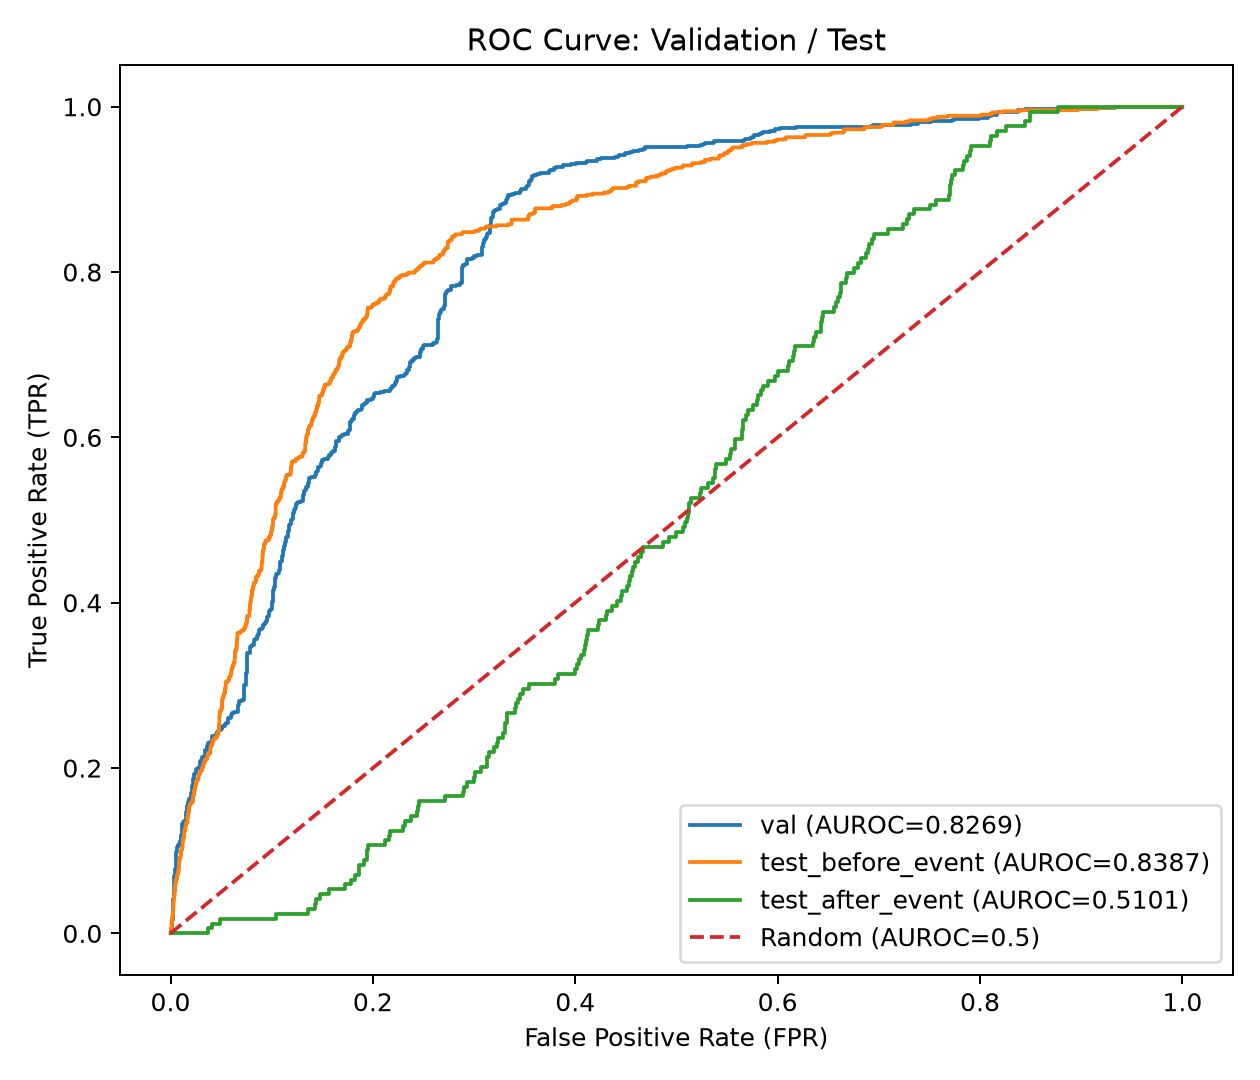 ROC Curve: Validation / Test
True Positive Rate (TPR)
1.0
0.8
0.6
0.4
0.2
0.0
val (AUROC=0.8269)
test_before_event (AUROC=0.8387)
test_after_event (AUROC=0.5101)
Random (AUROC=0.5)
0.0 0.2 0.4 0.6 0.8 1.0
False Positive Rate (FPR)